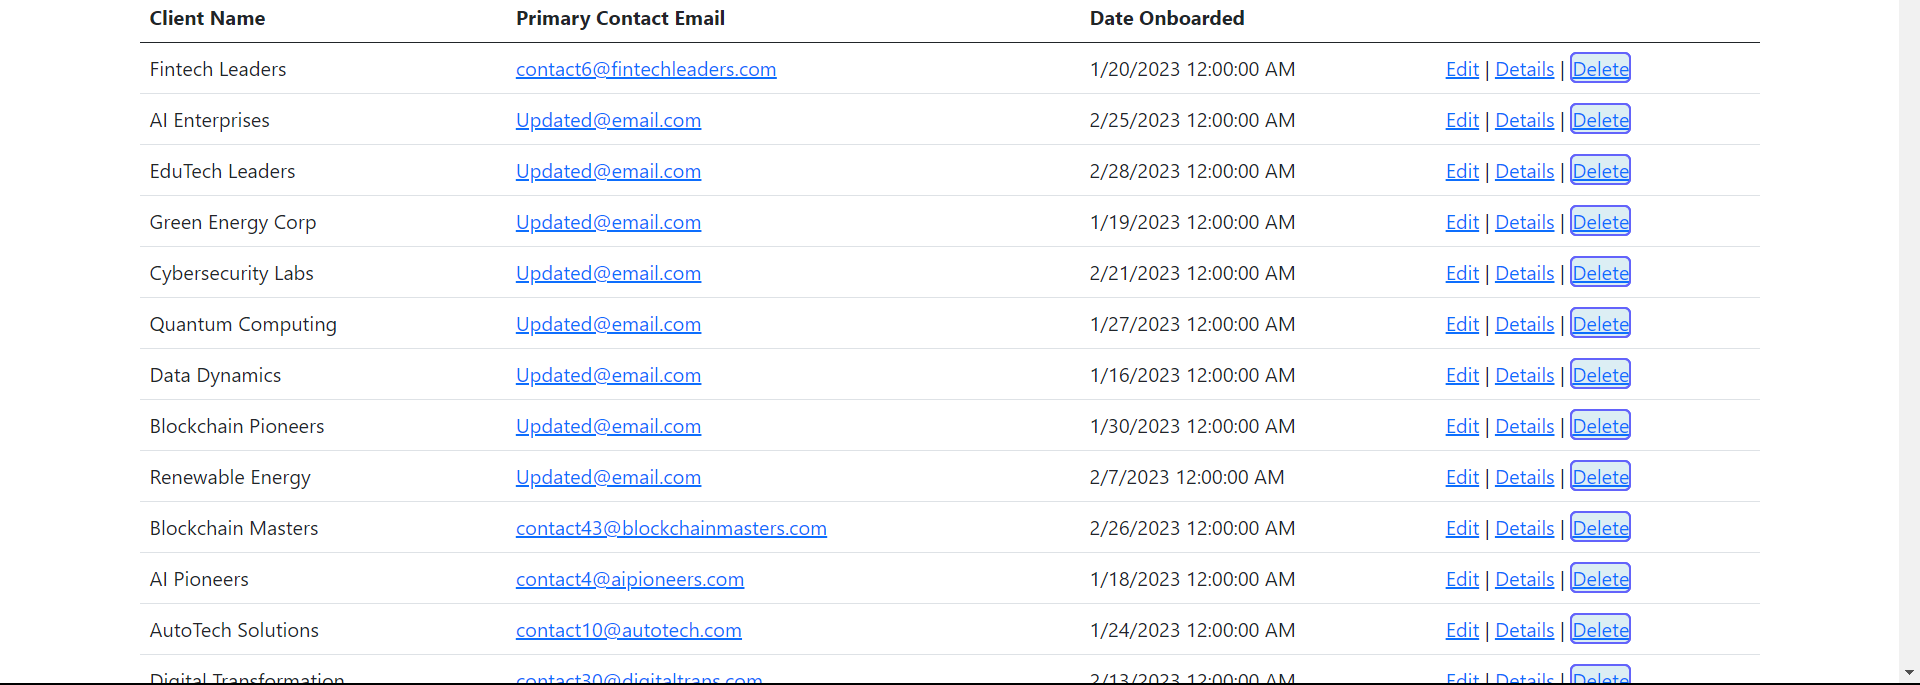 Client Name Primary Contact Email Date Onboarded
Fintech Leaders contact6@fintechleaders.com 1/20/2023 12:00:00 AM Edit | Details | Delete
AI Enterprises Updated@email.com 2/25/2023 12:00:00 AM Edit | Details | Delete
EduTech Leaders Updated@email.com 2/28/2023 12:00:00 AM Edit | Details | Delete
Green Energy Corp Updated@email.com 1/19/2023 12:00:00 AM Edit | Details | Delete
Cybersecurity Labs Updated@email.com 2/21/2023 12:00:00 AM Edit | Details | Delete
Quantum Computing Updated@email.com 1/27/2023 12:00:00 AM Edit | Details | Delete
Data Dynamics Updated@email.com 1/16/2023 12:00:00 AM Edit | Details | Delete
Blockchain Pioneers Updated@email.com 1/30/2023 12:00:00 AM Edit | Details | Delete
Renewable Energy Updated@email.com 2/7/2023 12:00:00 AM Edit | Details | Delete
Blockchain Masters contact43@blockchainmasters.com 2/26/2023 12:00:00 AM Edit | Details | Delete
AI Pioneers contact4@aipioneers.com 1/18/2023 12:00:00 AM Edit | Details | Delete
AutoTech Solutions contact10@autotech.com 1/24/2023 12:00:00 AM Edit | Details | Delete
Digital Transformation contact30@digitaltrans.com 2/13/2023 12:00:00 AM Edit | Details | Delete